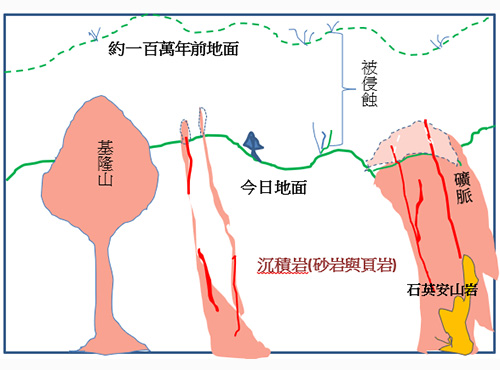 約一百萬年前地面
被侵蝕
基隆山
今日地面
礦脈
沉積岩(砂岩與頁岩)
石英安山岩